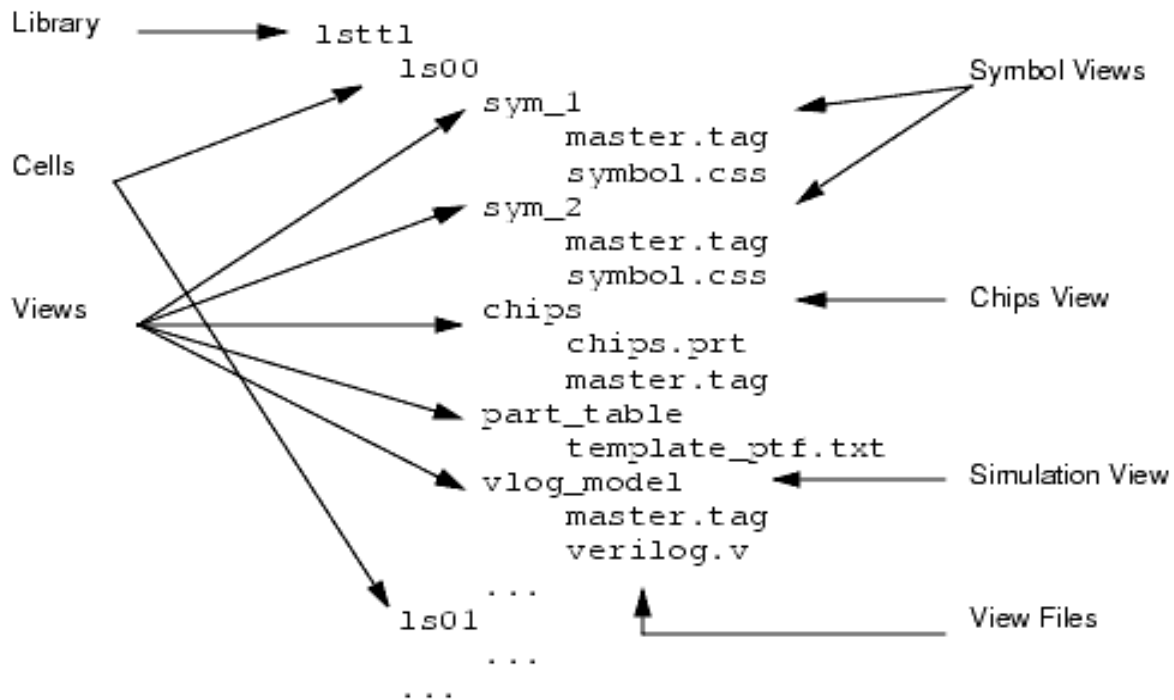 Library
lsttl
ls00
Symbol Views
sym_1
master.tag
Cells
symbol.css
sym_2
master.tag
symbol.css
Views
chips
Chips View
chips.prt
master.tag
part_table
template_ptf.txt
vlog_model
Simulation View
master.tag
verilog.v
...
ls01
View Files
...
...